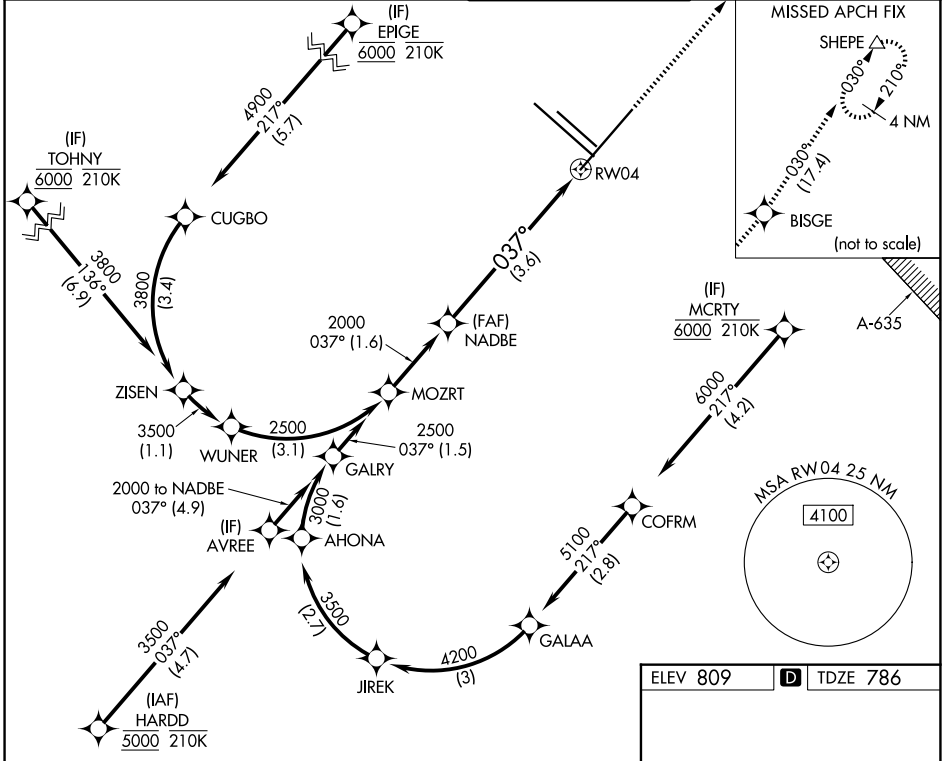 (IF)
EPIGE
6000 210K
4900
217°
(5.7)
(IF)
TOHNY
6000 210K
3800
136°
(6.9)
CUGBO
3800
(3.4)
RW04
037°
(3.6)
MISSED APCH FIX
SHEPE
030°
210°
4 NM
030°
(17.4)
BISGE
(not to scale)
A-635
(IF)
MCRTY
6000 210K
6000
217°
(4.2)
(FAF)
NADBE
2000
037° (1.6)
MOZRT
ZISEN
3500
(1.1)
WUNER
2500
(3.1)
2500
037° (1.5)
GALRY
2000 to NADBE
037° (4.9)
3000
(1.6)
(IF)
AVREE
AHONA
COFRM
5100
217°
(2.8)
MSA RW04 25 NM
4100
3500
(2.7)
GALAA
4200
(3)
JIREK
3500
037°
(4.7)
(IAF)
HARDD
5000 210K
ELEV 809 D TDZE 786